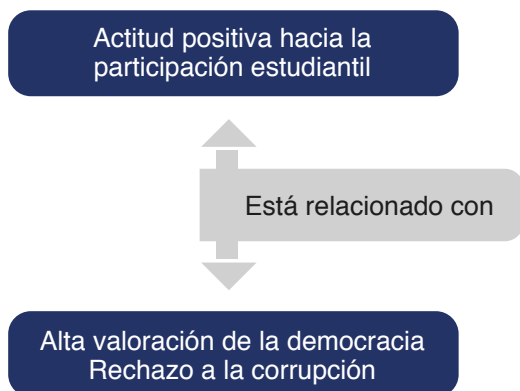 Actitud positiva hacia la
participación estudiantil
Está relacionado con
Alta valoración de la democracia
Rechazo a la corrupción